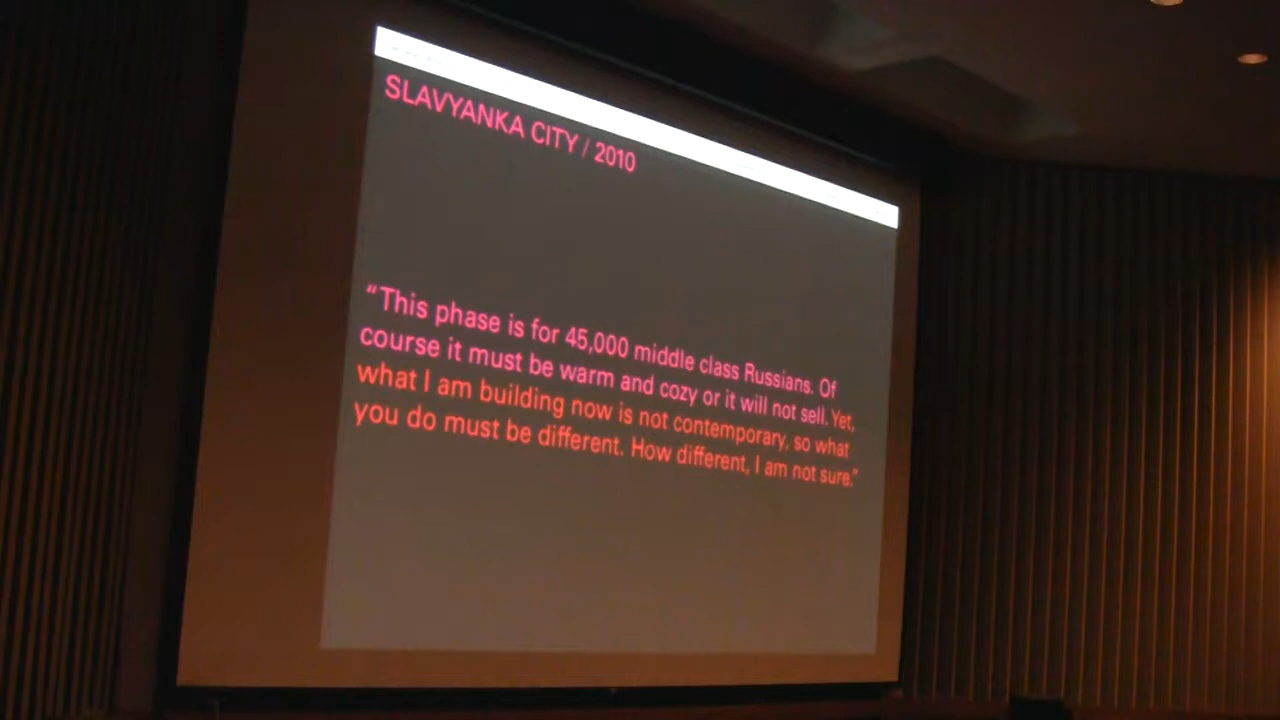 SLAVYANKA CITY / 2010
“This phase is for 45,000 middle class Russians. Of
course it must be warm and cozy or it will not sell. Yet,
what I am building now is not contemporary, so what
you do must be different. How different, I am not sure.”